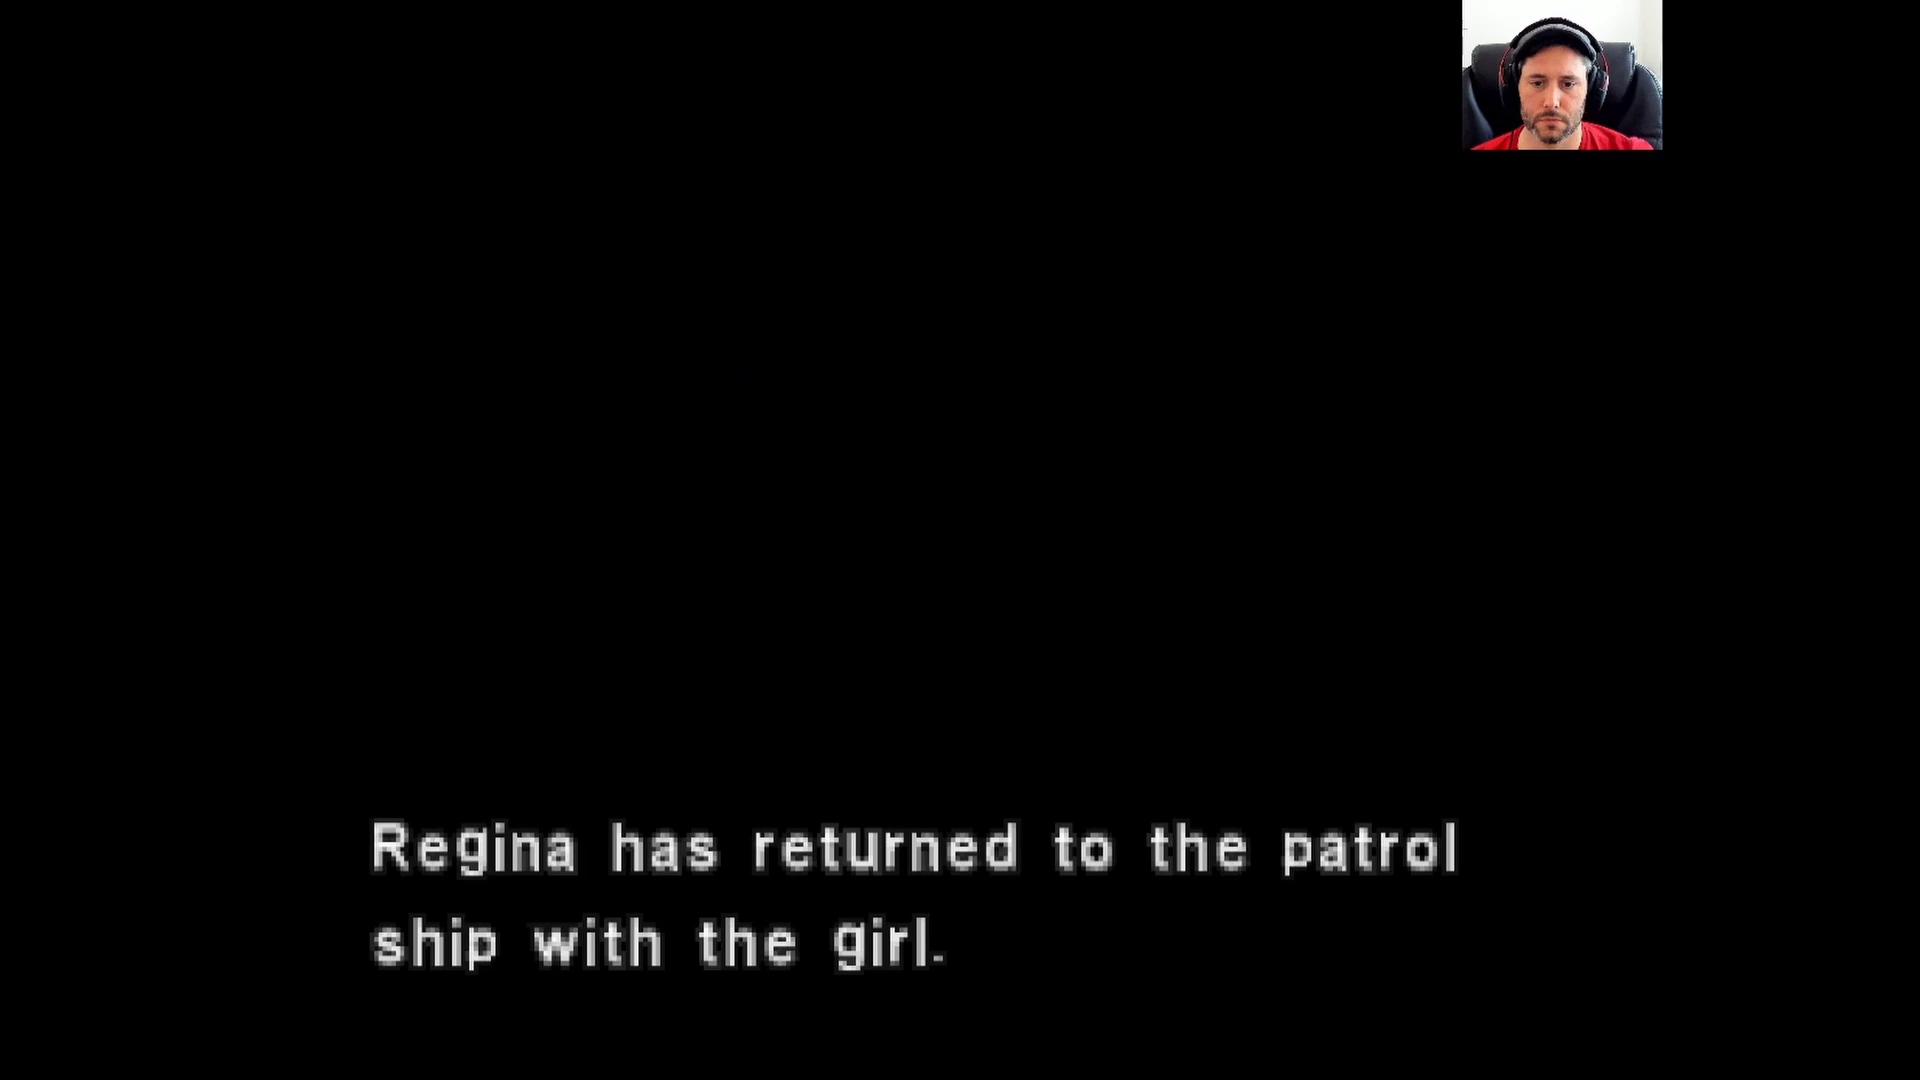 Regina has returned to the patrol
ship with the girl.